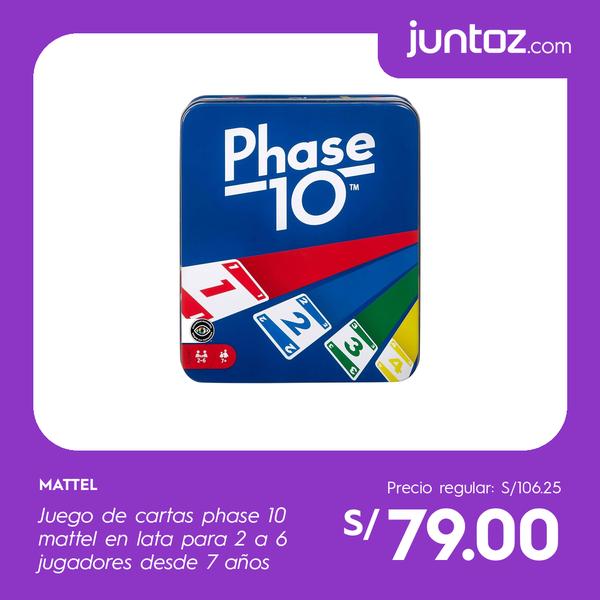 juntoz.com
Phase
10™
1
2
3
4
2-6
7+
MATTEL
Juego de cartas phase 10
mattel en lata para 2 a 6
jugadores desde 7 años
Precio regular: S/106.25
S/79.00